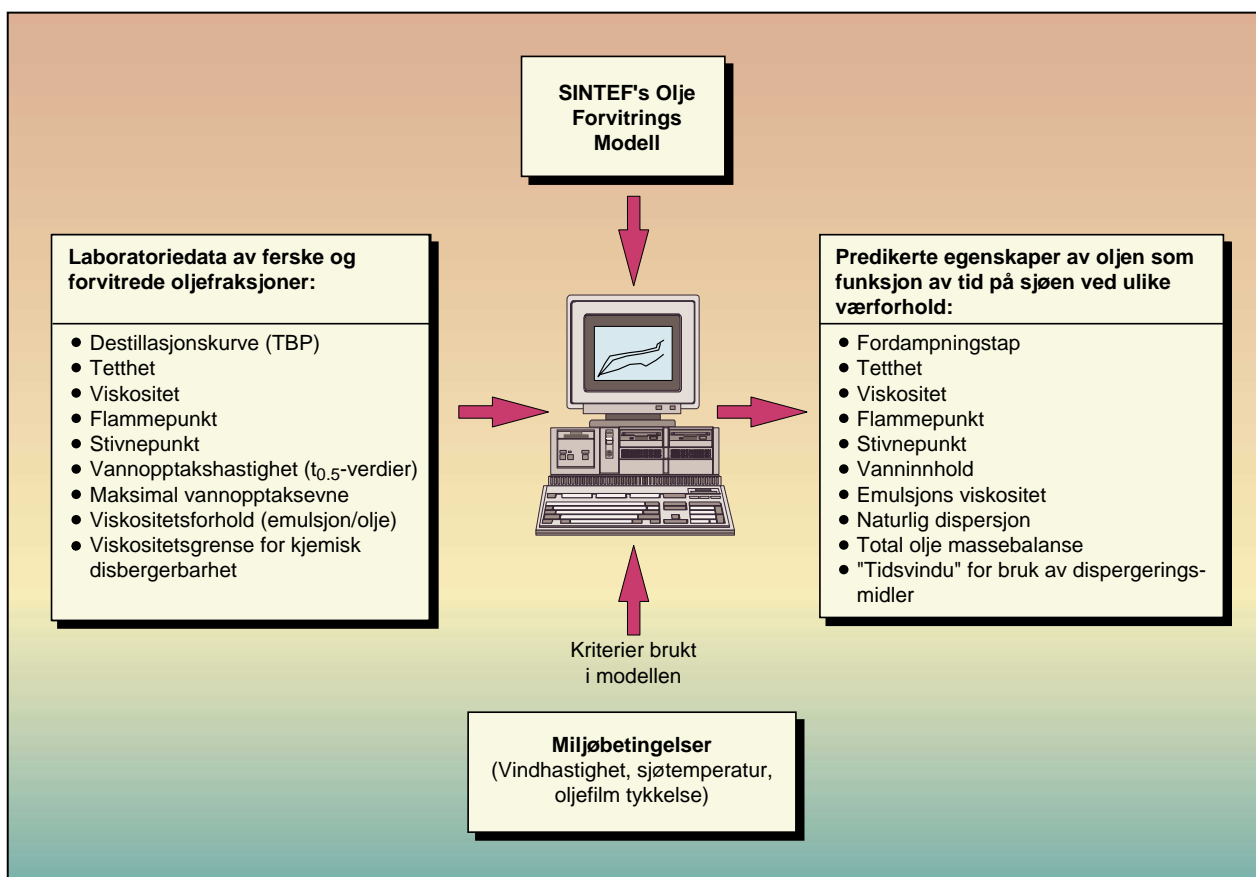 SINTEF's Olje
Forvitrings
Modell
Laboratoriedata av ferske og
forvitrede oljefraksjoner:
● Destillasjonskurve (TBP)
● Tetthet
● Viskositet
● Flammepunkt
● Stivnepunkt
● Vannopptakshastighet (t0.5-verdier)
● Maksimal vannopptaksevne
● Viskositetsforhold (emulsjon/olje)
● Viskositetsgrense for kjemisk
disbergerbarhet
Predikerte egenskaper av oljen som
funksjon av tid på sjøen ved ulike
værforhold:
● Fordampningstap
● Tetthet
● Viskositet
● Flammepunkt
● Stivnepunkt
● Vanninnhold
● Emulsjons viskositet
● Naturlig dispersjon
● Total olje massebalanse
● "Tidsvindu" for bruk av dispergerings-
midler
Kriterier brukt
i modellen
Miljøbetingelser
(Vindhastighet, sjøtemperatur,
oljefilm tykkelse)